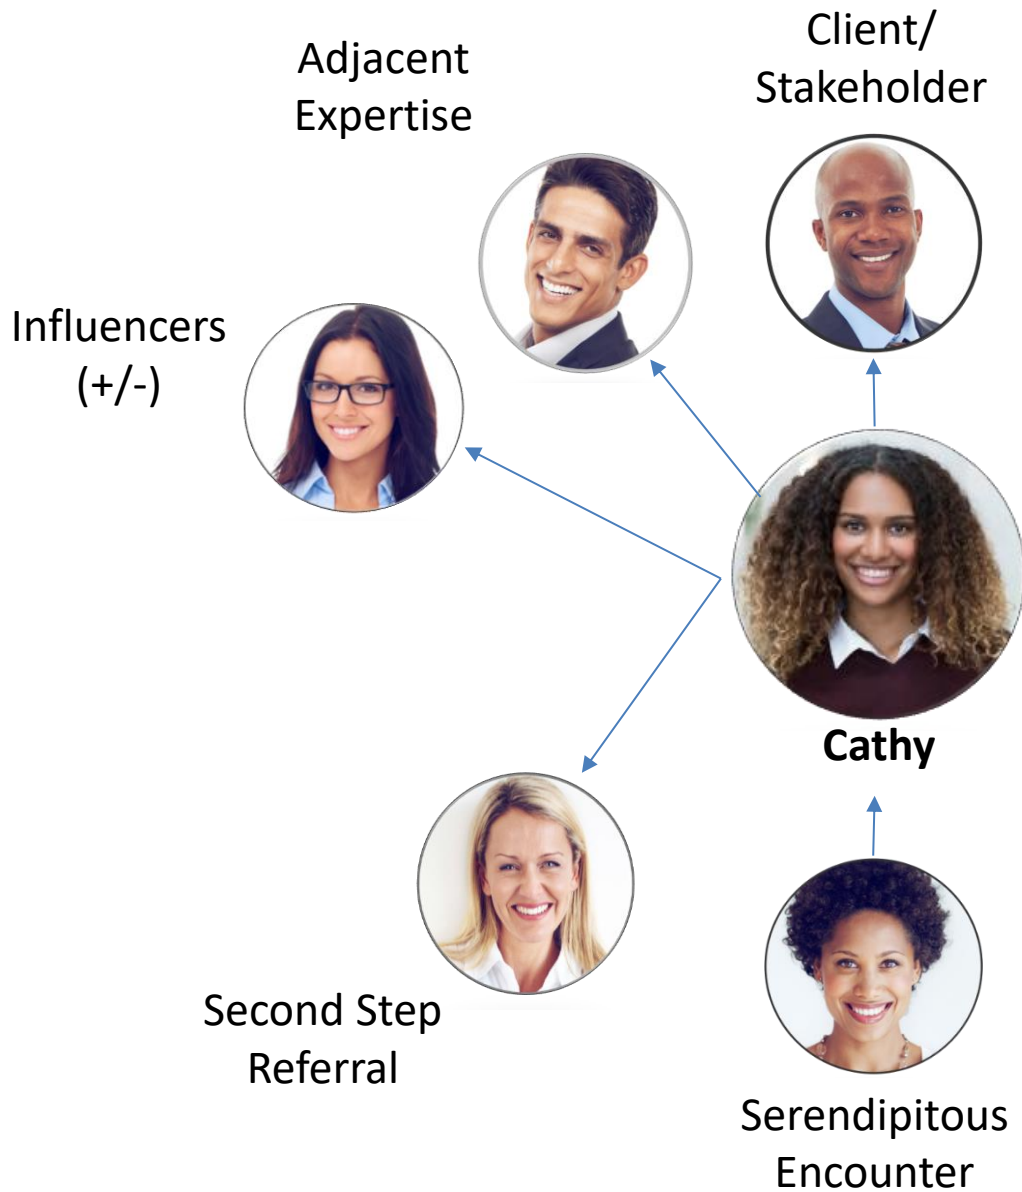 Client/
Stakeholder
Adjacent
Expertise
Influencers
(+/-)
Cathy
Second Step
Referral
Serendipitous
Encounter